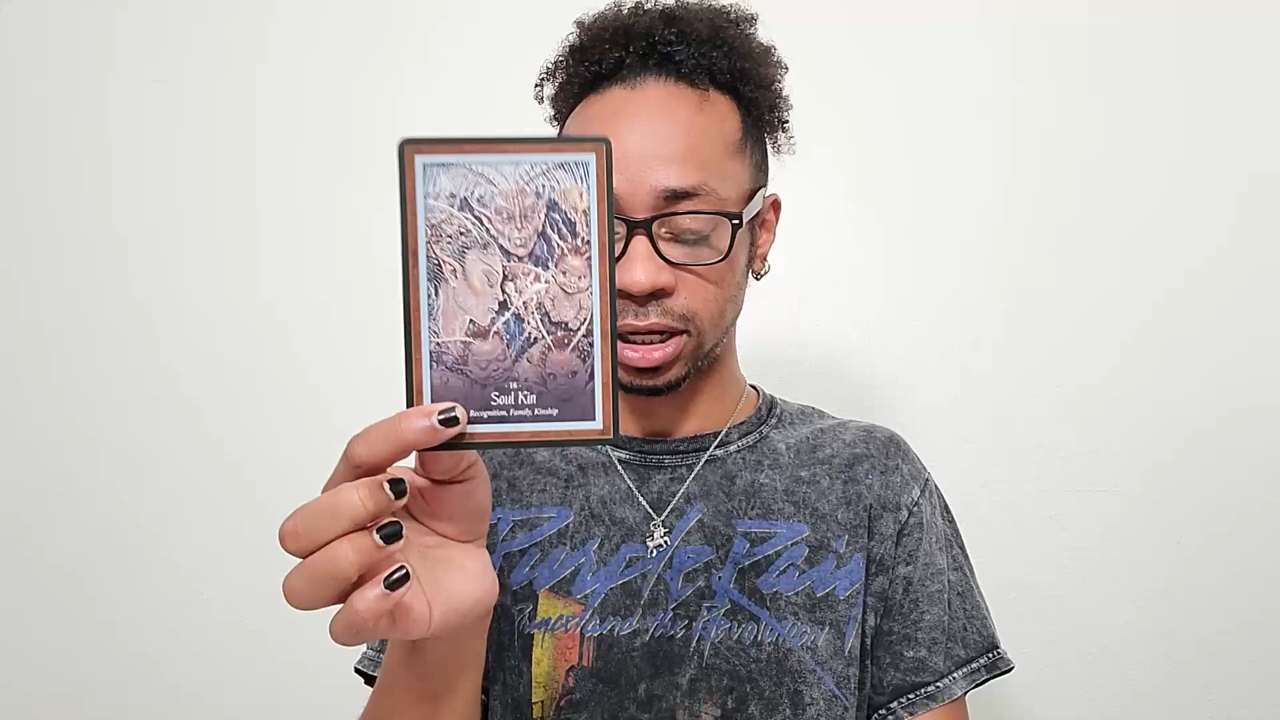 - 16 -
Soul Kin
Recognition, Family, Kinship
Purple Rain
Prince and the Revolution